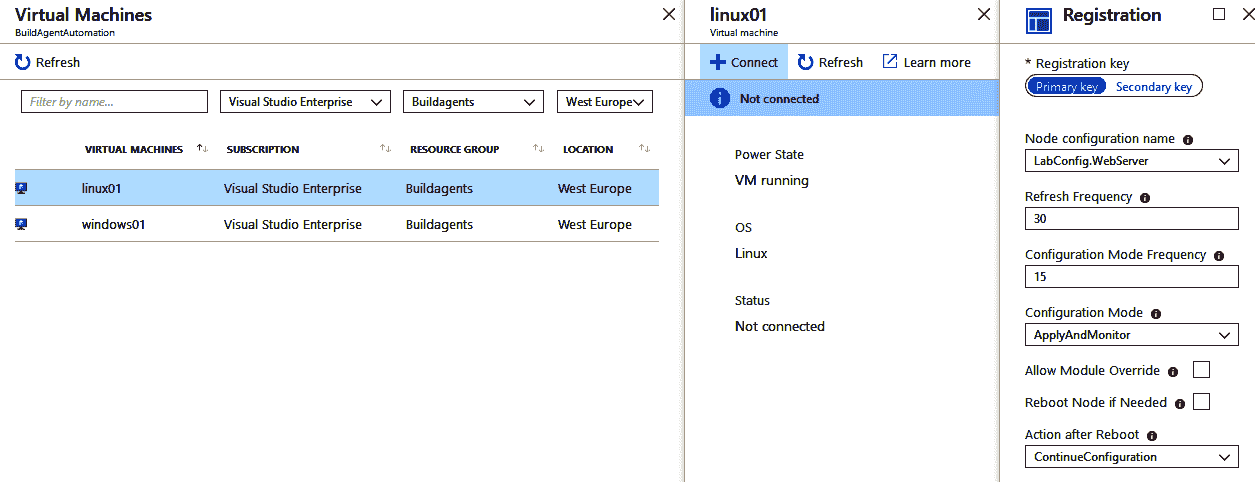 Virtual Machines
BuildAgentAutomation
Refresh
Filter by name...
Visual Studio Enterprise
Buildagents
West Europe
VIRTUAL MACHINES SUBSCRIPTION RESOURCE GROUP LOCATION
linux01 Visual Studio Enterprise Buildagents West Europe
windows01 Visual Studio Enterprise Buildagents West Europe
linux01
Virtual machine
Connect Refresh Learn more
Not connected
Power State
VM running
OS
Linux
Status
Not connected
Registration
* Registration key
Primary key Secondary key
Node configuration name
LabConfig.WebServer
Refresh Frequency
30
Configuration Mode Frequency
15
Configuration Mode
ApplyAndMonitor
Allow Module Override
Reboot Node if Needed
Action after Reboot
ContinueConfiguration